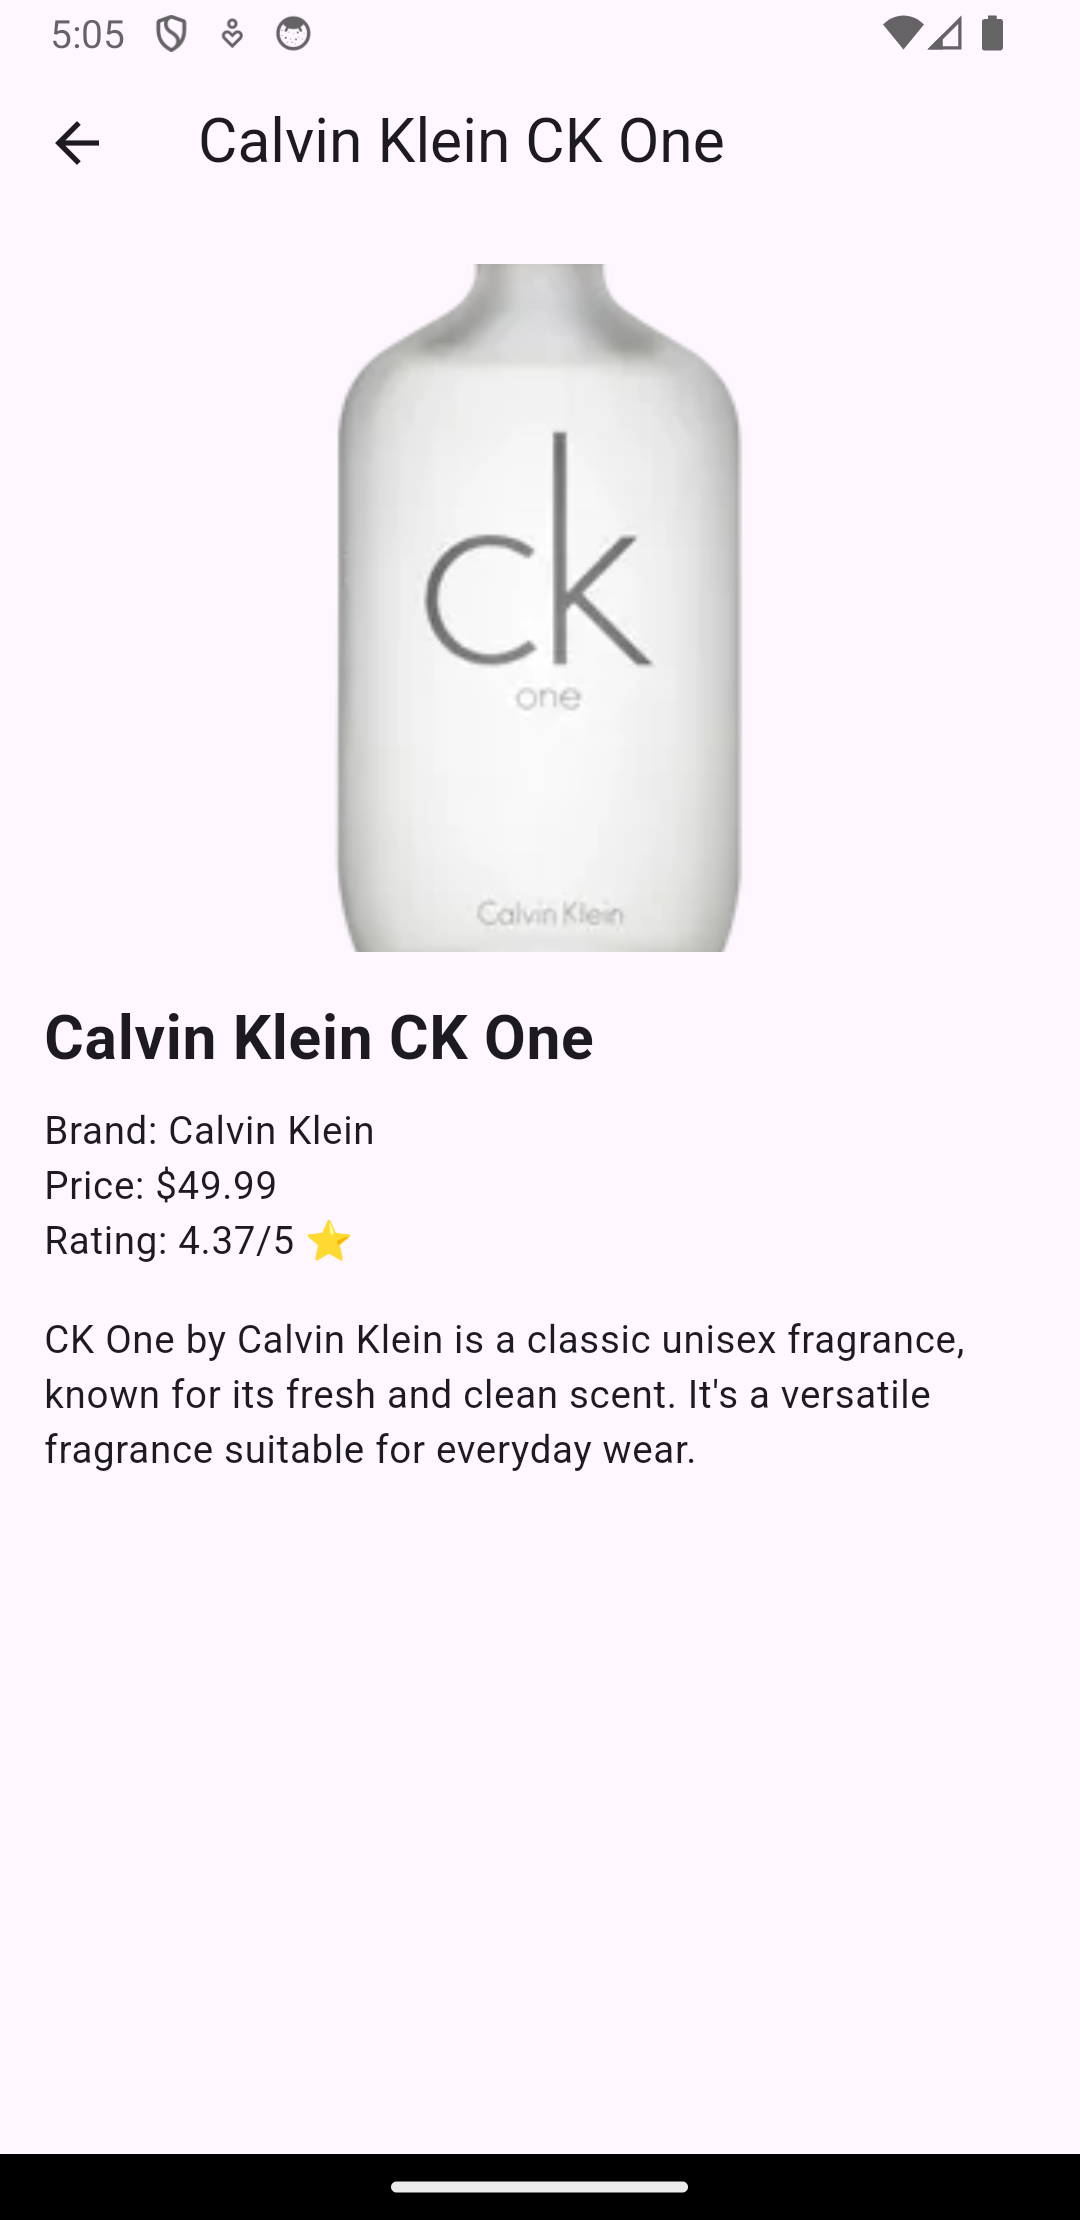 5:05
Calvin Klein CK One
ck
one
Calvin Klein
Calvin Klein CK One
Brand: Calvin Klein
Price: $49.99
Rating: 4.37/5 ⭐
CK One by Calvin Klein is a classic unisex fragrance,
known for its fresh and clean scent. It's a versatile
fragrance suitable for everyday wear.